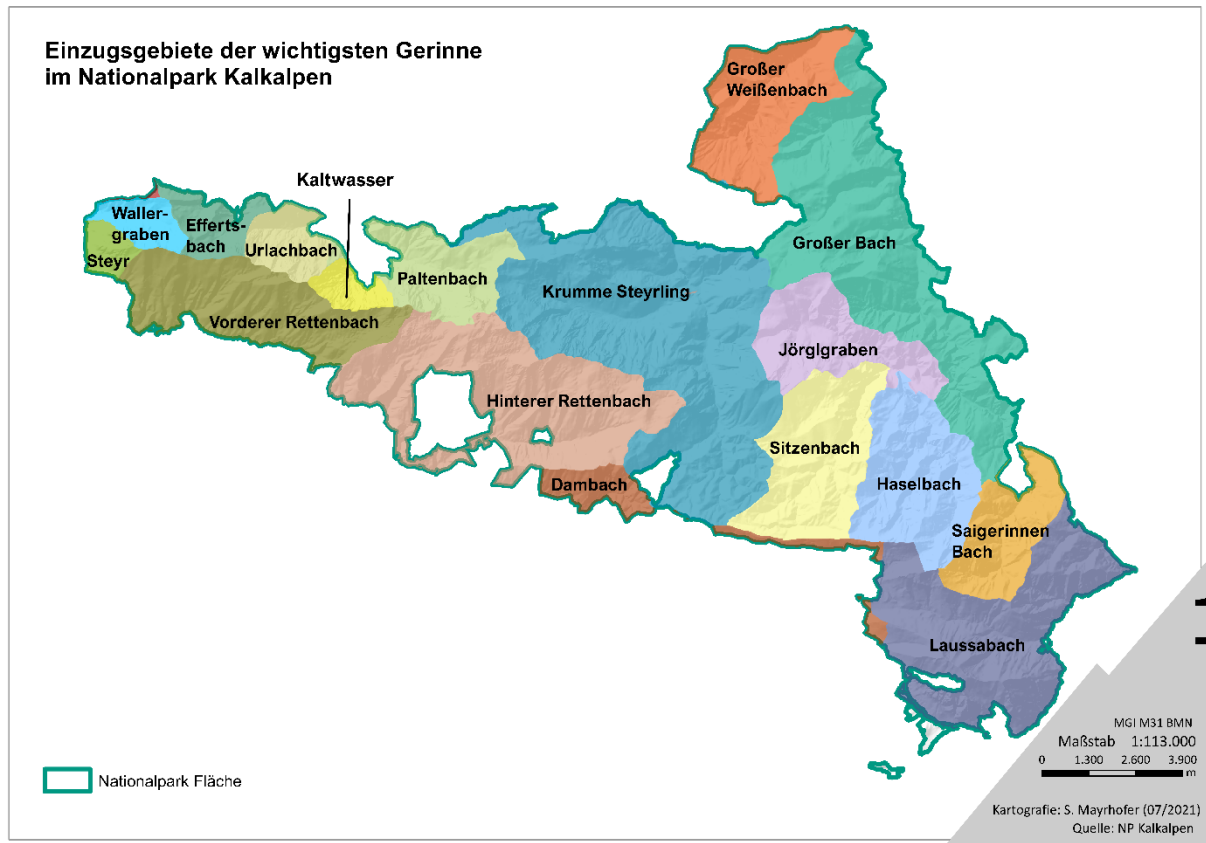 Einzugsgebiete der wichtigsten Gerinne
im Nationalpark Kalkalpen
Großer
Weißenbach
Kaltwasser
Waller-
graben
Efferts-
bach
Urlachbach
Steyr
Paltenbach
Großer Bach
Krumme Steyrling
Vorderer Rettenbach
Jörglgraben
Hinterer Rettenbach
Sitzenbach
Dambach
Haselbach
Saigerinnen
Bach
Laussabach
Nationalpark Fläche
MGI M31 BMN
Maßstab 1:113.000
0 1.300 2.600 3.900
m
Kartografie: S. Mayrhofer (07/2021)
Quelle: NP Kalkalpen